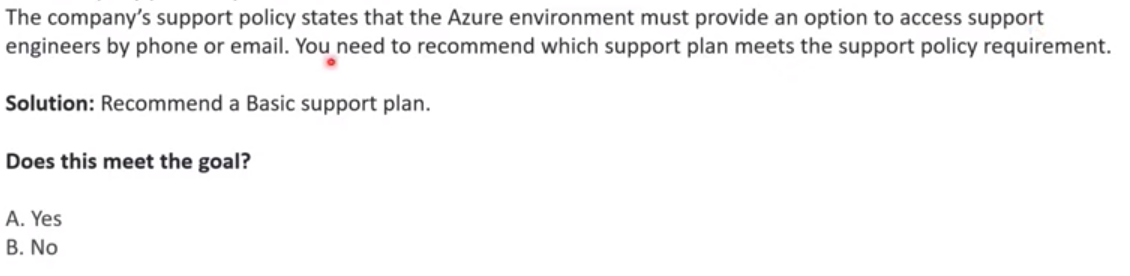 The company's support policy states that the Azure environment must provide an option to access support
engineers by phone or email. You need to recommend which support plan meets the support policy requirement.
Solution: Recommend a Basic support plan.
Does this meet the goal?
A. Yes
B. No